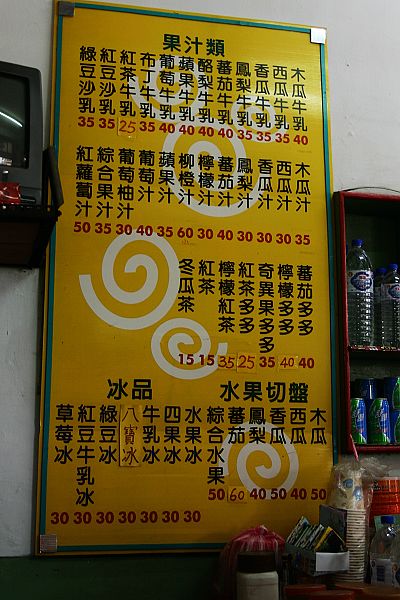 果汁類
木瓜牛乳
西瓜牛乳
香瓜牛乳
鳳梨牛乳
蕃茄牛乳
酪梨牛乳
蘋果牛乳
葡萄牛乳
布丁牛乳
紅茶牛乳
紅豆沙乳
綠豆沙乳
35 35 25 35 40 40 40 40 35 35 35 40
木瓜汁
西瓜汁
香瓜汁
鳳梨汁
蕃茄汁
檸檬汁
柳橙汁
蘋果汁
葡萄汁
葡萄柚汁
綜合果汁
紅蘿蔔汁
50 35 30 40 35 60 30 40 30 30 30 35
蕃茄多多
檸檬多多
奇異果多多
紅茶多多
檸檬紅茶
紅茶
冬瓜茶
15 15 35 25 35 40 40
水果切盤
木瓜
西瓜
香瓜
鳳梨
蕃茄
綜合水果
50 60 40 50 40 50
冰品
水果冰
四果冰
牛乳冰
八寶冰
綠豆冰
紅豆牛乳冰
草莓冰
30 30 30 30 30 30 30